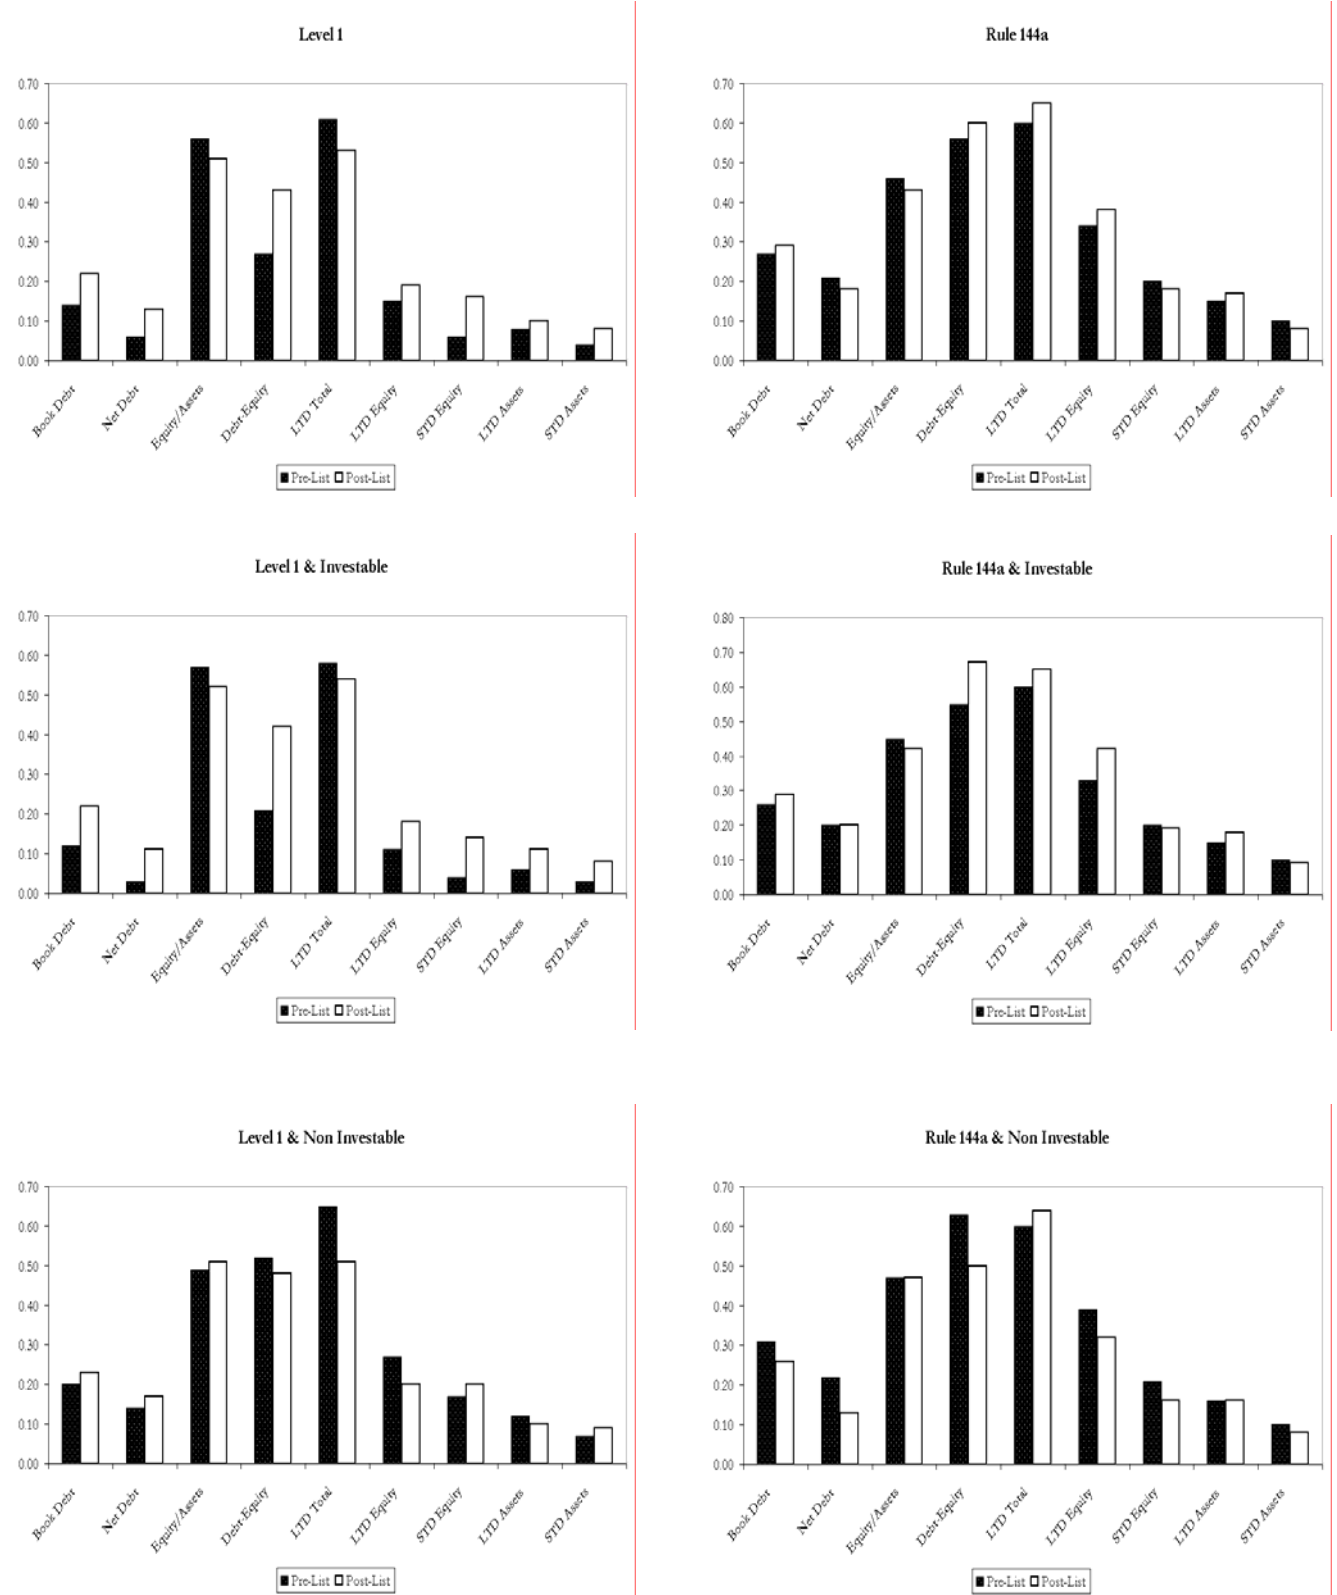 Level 1
0.70
0.60
0.50
0.40
0.30
0.20
0.10
0.00
Book Debt
Net Debt
Equity/Assets
Debt-Equity
LTD Total
LTD Equity
STD Equity
LTD Assets
STD Assets
Pre-List Post-List
Rule 144a
0.70
0.60
0.50
0.40
0.30
0.20
0.10
0.00
Book Debt
Net Debt
Equity/Assets
Debt-Equity
LTD Total
LTD Equity
STD Equity
LTD Assets
STD Assets
Pre-List Post-List
Level 1 & Investable
0.70
0.60
0.50
0.40
0.30
0.20
0.10
0.00
Book Debt
Net Debt
Equity/Assets
Debt-Equity
LTD Total
LTD Equity
STD Equity
LTD Assets
STD Assets
Pre-List Post-List
Rule 144a & Investable
0.80
0.70
0.60
0.50
0.40
0.30
0.20
0.10
0.00
Book Debt
Net Debt
Equity/Assets
Debt-Equity
LTD Total
LTD Equity
STD Equity
LTD Assets
STD Assets
Pre-List Post-List
Level 1 & Non Investable
0.70
0.60
0.50
0.40
0.30
0.20
0.10
0.00
Book Debt
Net Debt
Equity/Assets
Debt-Equity
LTD Total
LTD Equity
STD Equity
LTD Assets
STD Assets
Pre-List Post-List
Rule 144a & Non Investable
0.70
0.60
0.50
0.40
0.30
0.20
0.10
0.00
Book Debt
Net Debt
Equity/Assets
Debt-Equity
LTD Total
LTD Equity
STD Equity
LTD Assets
STD Assets
Pre-List Post-List